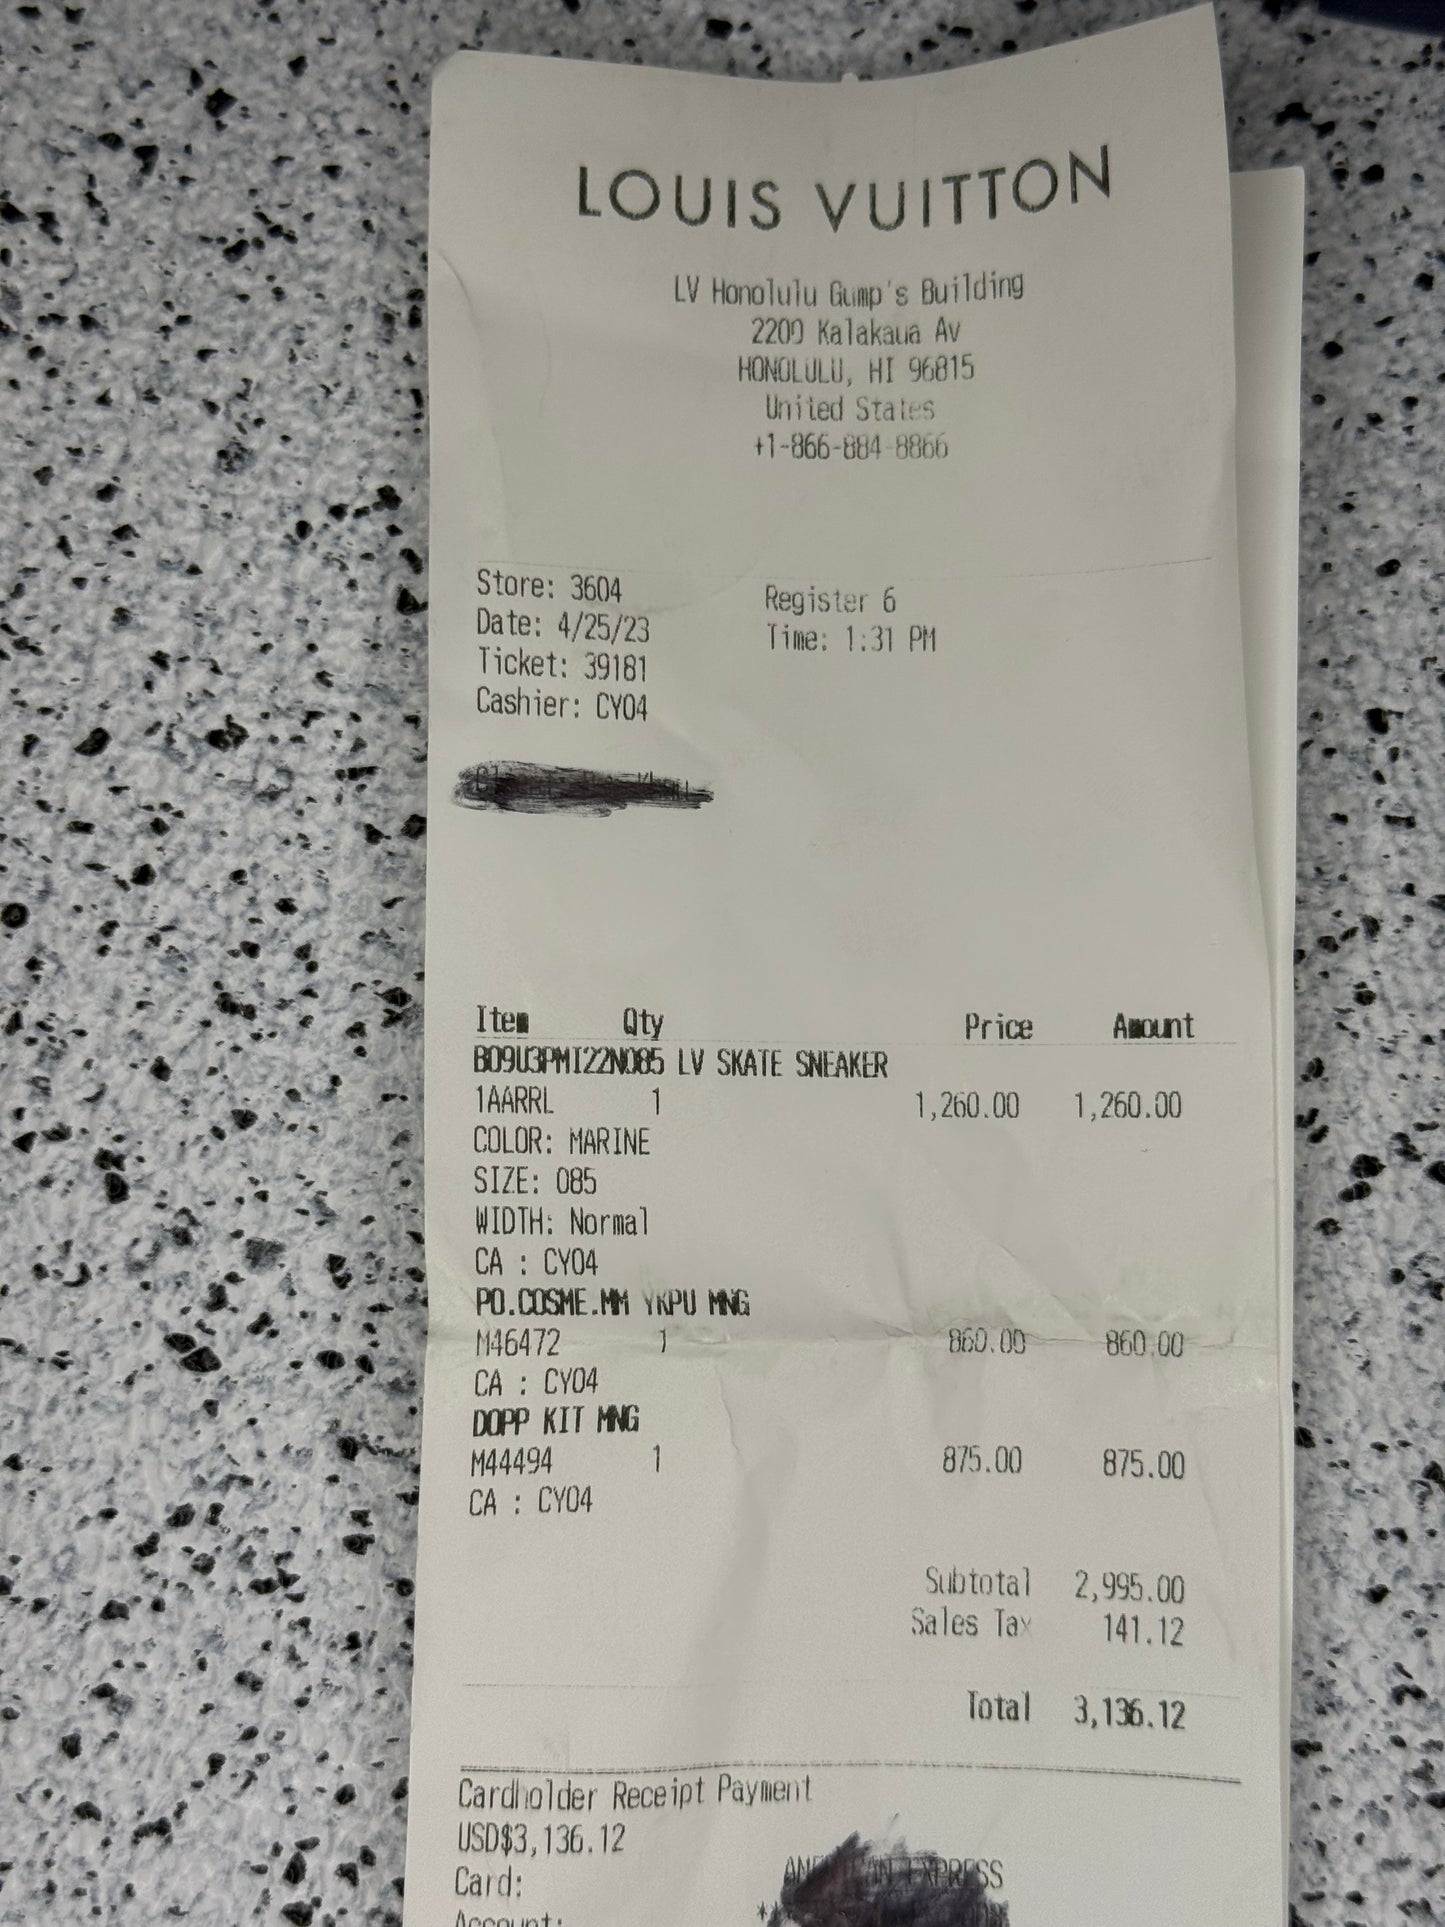 LOUIS VUITTON
LV Honolulu Gump's Building
2200 Kalakaua Av
HONOLULU, HI 96815
United States
+1-866-884-8866
Store: 3604 Register 6
Date: 4/25/23 Time: 1:31 PM
Ticket: 39181
Cashier: CY04
Item Qty Price Amount
B09U3PMI22N085 LV SKATE SNEAKER
1AARRL 1 1,260.00 1,260.00
COLOR: MARINE
SIZE: 085
WIDTH: Normal
CA : CY04
PO.COSME.MM YKPU MNG
M46472 1 860.00 860.00
CA : CY04
DOPP KIT MNG
M44494 1 875.00 875.00
CA : CY04
Subtotal 2,995.00
Sales Tax 141.12
Total 3,136.12
Cardholder Receipt Payment
USD$3,136.12
Card: AMERICAN EXPRESS
Account: